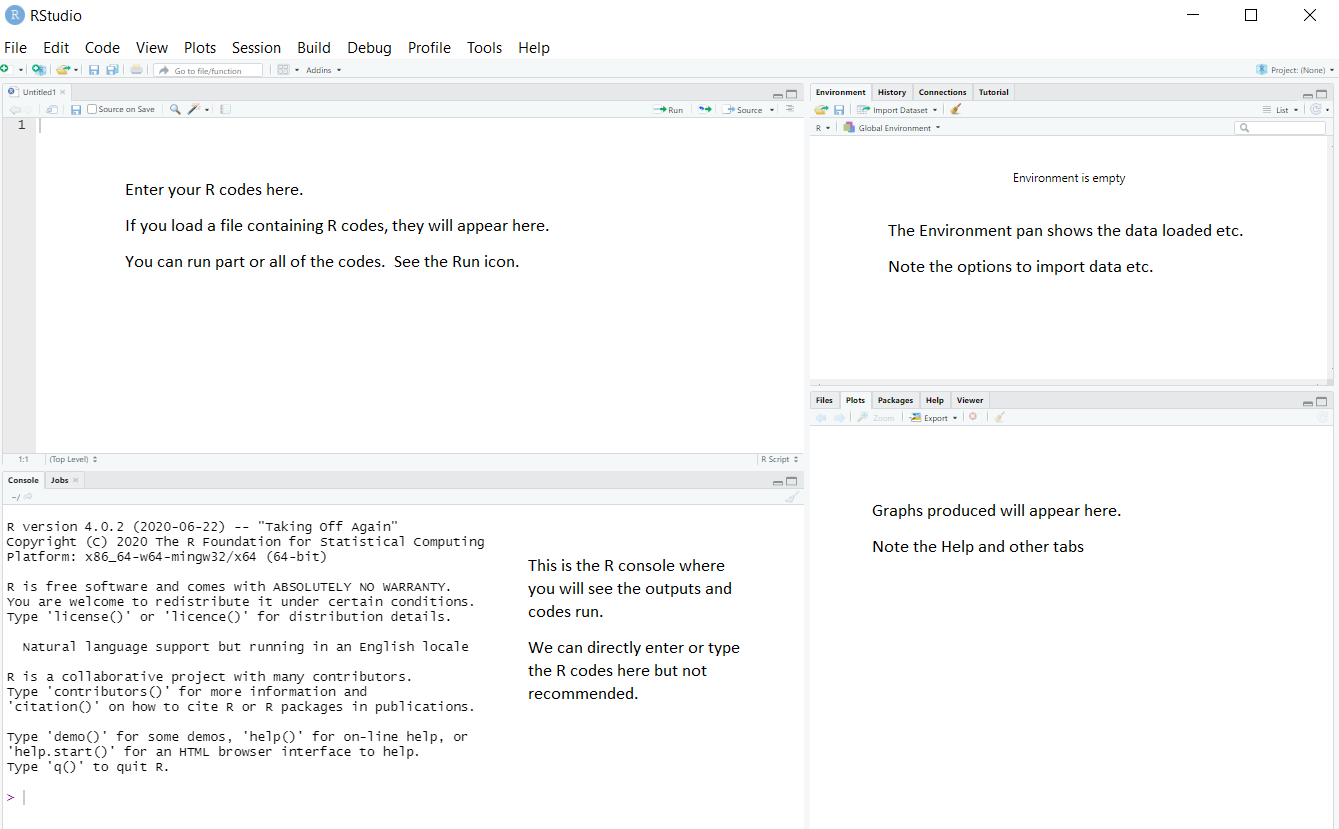 R RStudio
File Edit Code View Plots Session Build Debug Profile Tools Help
Go to file/function Addins Project: (None)
Untitled1
Source on Save Run Source
1
Enter your R codes here.
If you load a file containing R codes, they will appear here.
You can run part or all of the codes. See the Run icon.
1:1 (Top Level) R Script
Console Jobs
~/
R version 4.0.2 (2020-06-22) -- "Taking Off Again"
Copyright (C) 2020 The R Foundation for Statistical Computing
Platform: x86_64-w64-mingw32/x64 (64-bit)
R is free software and comes with ABSOLUTELY NO WARRANTY.
You are welcome to redistribute it under certain conditions.
Type 'license()' or 'licence()' for distribution details.
Natural language support but running in an English locale
R is a collaborative project with many contributors.
Type 'contributors()' for more information and
'citation()' on how to cite R or R packages in publications.
Type 'demo()' for some demos, 'help()' for on-line help, or
'help.start()' for an HTML browser interface to help.
Type 'q()' to quit R.
>
This is the R console where
you will see the outputs and
codes run.
We can directly enter or type
the R codes here but not
recommended.
Environment History Connections Tutorial
Import Dataset List
R Global Environment
Environment is empty
The Environment pan shows the data loaded etc.
Note the options to import data etc.
Files Plots Packages Help Viewer
Zoom Export
Graphs produced will appear here.
Note the Help and other tabs